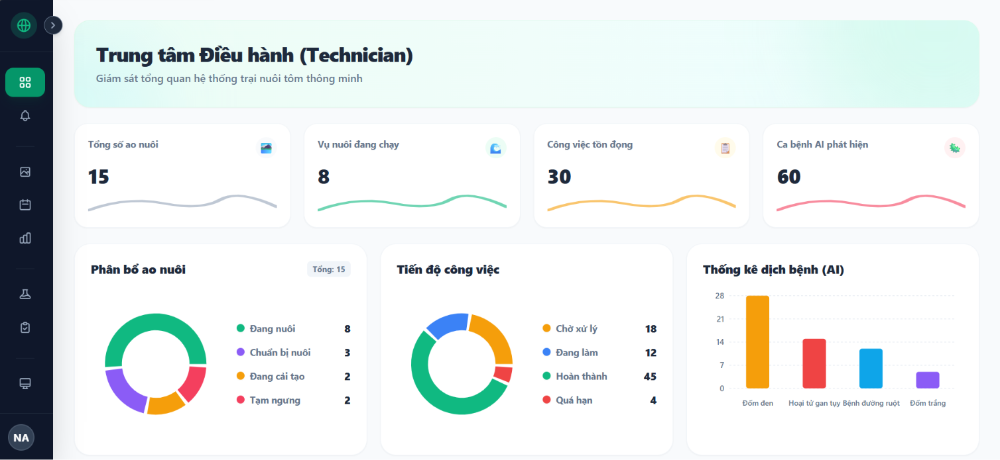 Trung tâm Điều hành (Technician)
Giám sát tổng quan hệ thống trại nuôi tôm thông minh
Tổng số ao nuôi
15
Vụ nuôi đang chạy
8
Công việc tồn đọng
30
Ca bệnh AI phát hiện
60
Phân bổ ao nuôi
Tổng: 15
Đang nuôi 8
Chuẩn bị nuôi 3
Đang cải tạo 2
Tạm ngưng 2
Tiến độ công việc
Chờ xử lý 18
Đang làm 12
Hoàn thành 45
Quá hạn 4
Thống kê dịch bệnh (AI)
28
21
14
7
0
Đốm đen Hoại tử gan tụy Bệnh đường ruột Đốm trắng
NA